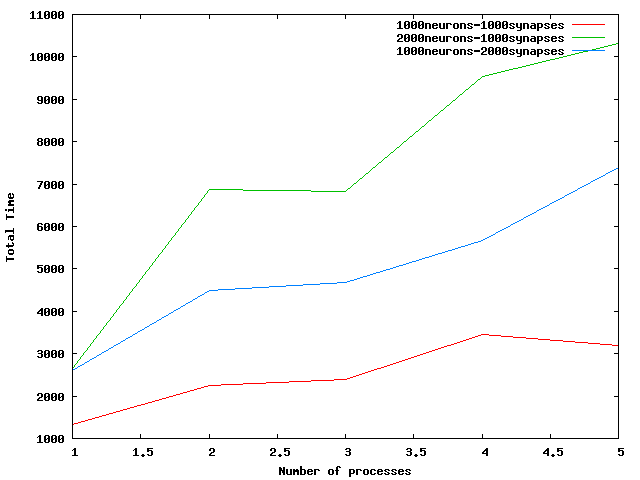 11000
10000
9000
8000
7000
6000
5000
4000
3000
2000
1000
Total Time
1000neurons-1000synapses
2000neurons-1000synapses
1000neurons-2000synapses
1 1.5 2 2.5 3 3.5 4 4.5 5
Number of processes